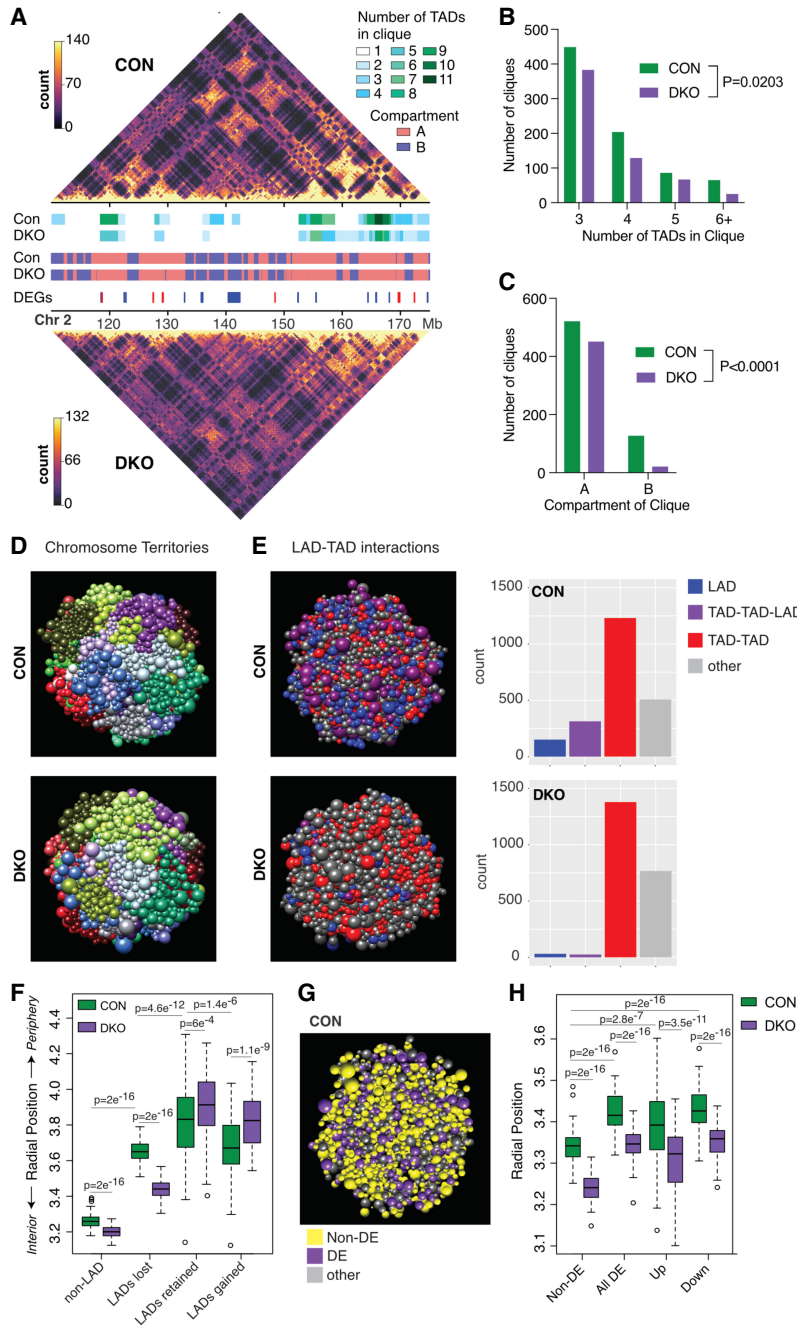 A
CON
count
140
70
0
Number of TADs
in clique
1
2
3
4
5
6
7
8
9
10
11
Compartment
A
B
Con
DKO
Con
DKO
DEGs
Chr 2
120
130
140
150
160
170
Mb
count
132
66
0
DKO
B
Number of cliques
500
400
300
200
100
0
CON
DKO
P=0.0203
3
4
5
6+
Number of TADs in Clique
C
Number of cliques
600
400
200
0
CON
DKO
P<0.0001
A
B
Compartment of Clique
D
Chromosome Territories
CON
DKO
E
LAD-TAD interactions
CON
DKO
CON
count
1500
1000
500
0
LAD
TAD-TAD-LAD
TAD-TAD
other
DKO
count
1500
1000
500
0
F
CON
DKO
Interior
Radial Position
Periphery
4.4
4.2
4.0
3.8
3.6
3.4
3.2
p=4.6e-12
p=1.4e-6
p=6e-4
p=1.1e-9
p=2e-16
p=2e-16
p=2e-16
non-LAD
LADs lost
LADs retained
LADs gained
G
CON
Non-DE
DE
other
H
CON
DKO
Radial Position
3.6
3.5
3.4
3.3
3.2
3.1
p=2e-16
p=2.8e-7
p=3.5e-11
p=2e-16
p=2e-16
p=2e-16
p=2e-16
Non-DE
All DE
Up
Down